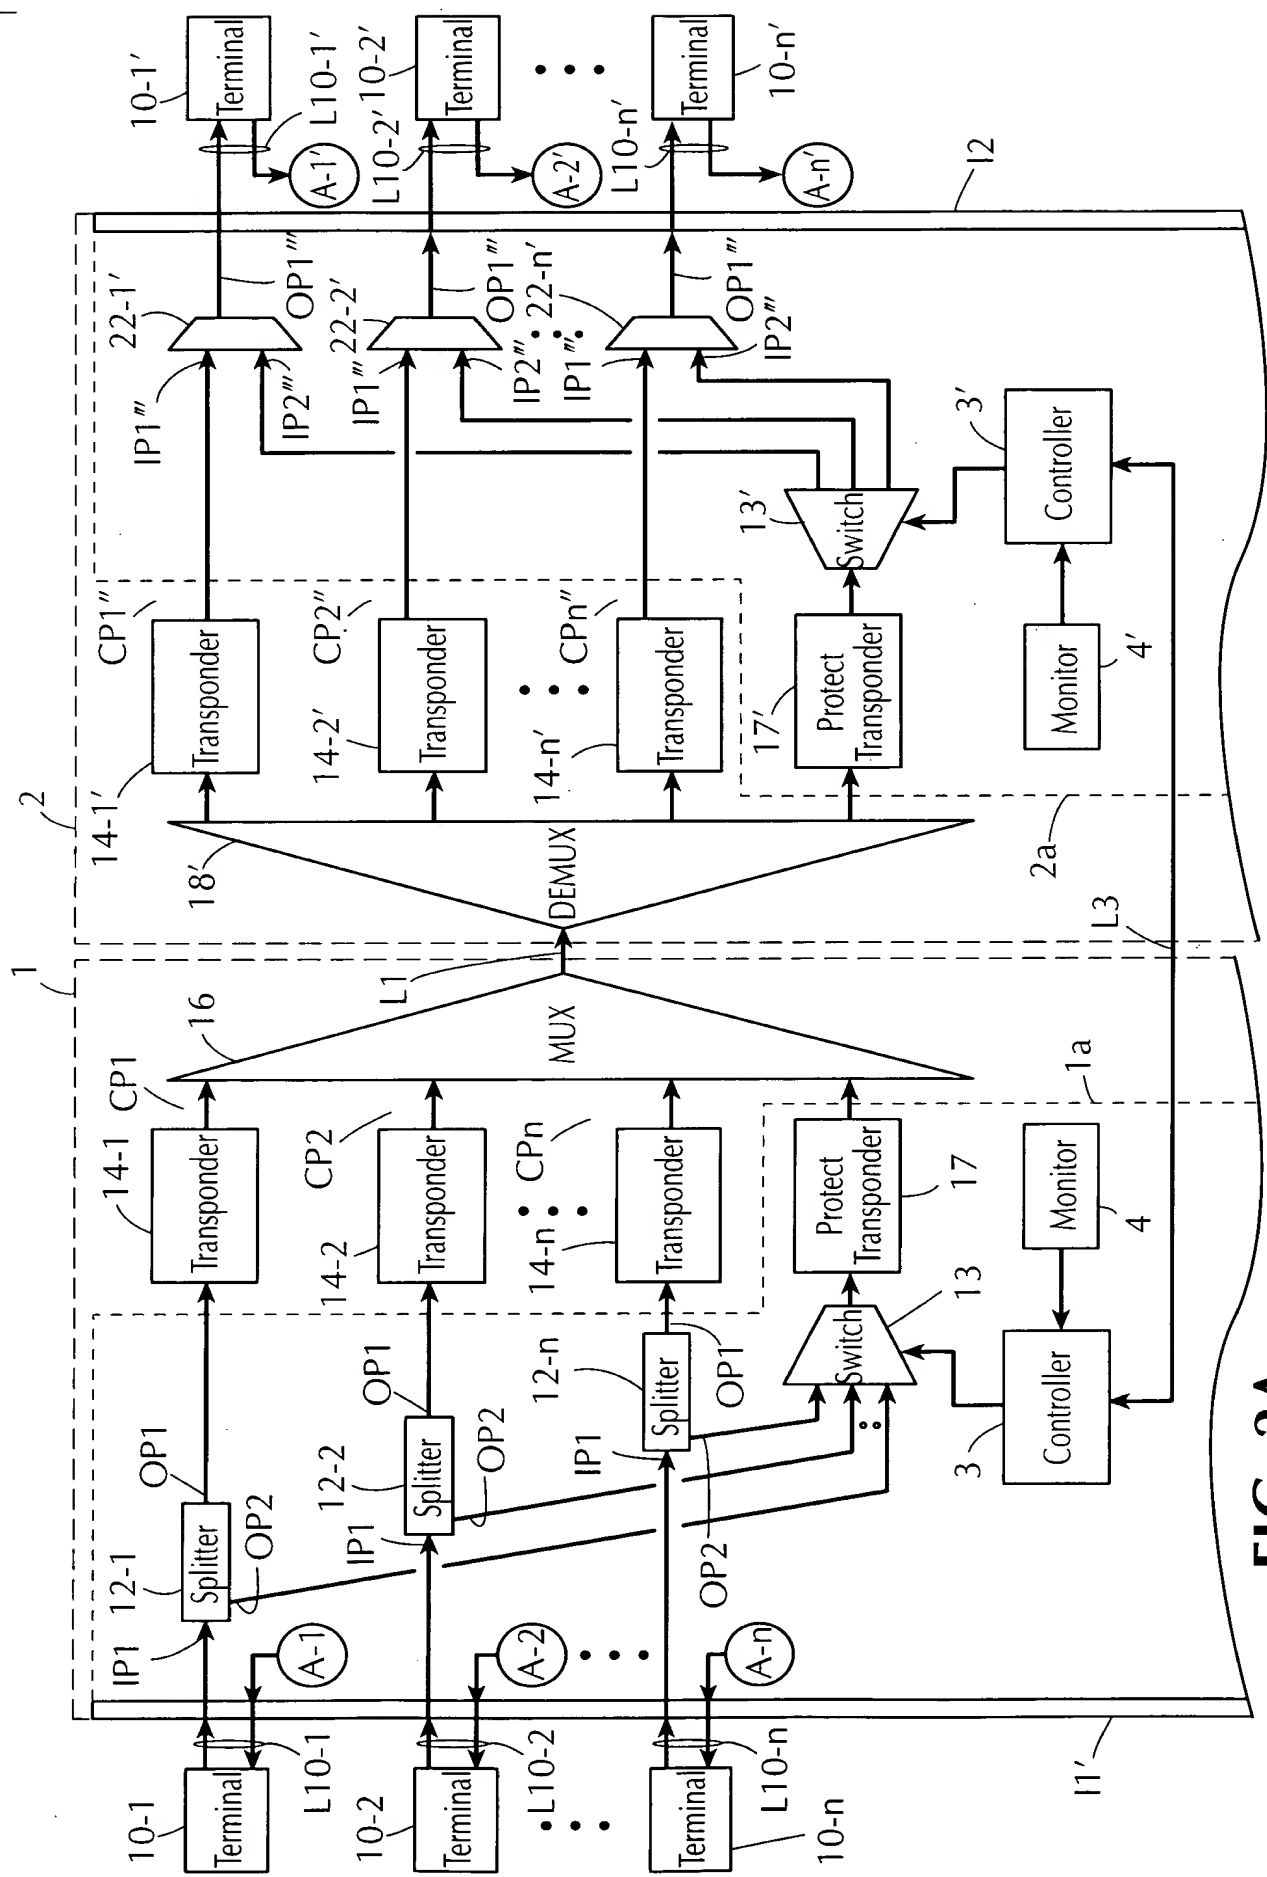 10-1
Terminal
L10-1
10-2
Terminal
L10-2
10-n
Terminal
L10-n
I1'
A-1
A-2
A-n
1
1a
IP1
12-1
Splitter
OP1
OP2
IP1
12-2
Splitter
OP1
OP2
IP1
12-n
Splitter
OP1
OP2
14-1
Transponder
CP1
14-2
Transponder
CP2
14-n
Transponder
CPn
Switch
13
Protect
Transponder
17
3
Controller
Monitor
4
16
MUX
L1
L3
2
2a
18'
DEMUX
14-1'
Transponder
CP1"
14-2'
Transponder
CP2"
14-n'
Transponder
CPn"
17'
Protect
Transponder
13'
Switch
Monitor
4'
3'
Controller
IP1'''
IP2'''
22-1'
OP1'''
IP1'''
IP2'''
22-2'
OP1'''
IP1'''
IP2'''
22-n'
OP1'''
I2
10-1'
Terminal
L10-1'
A-1'
10-2'
Terminal
L10-2'
A-2'
10-n'
Terminal
L10-n'
A-n'